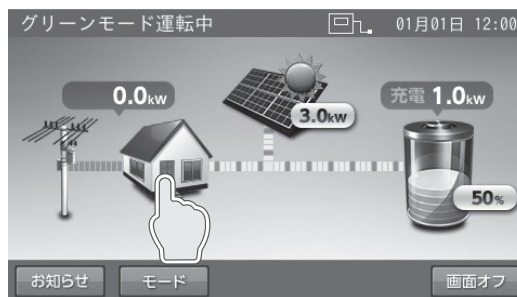 グリーンモード運転中 01月01日 12:00
0.0kw
3.0kw
充電 1.0kw
50%
お知らせ モード 画面オフ